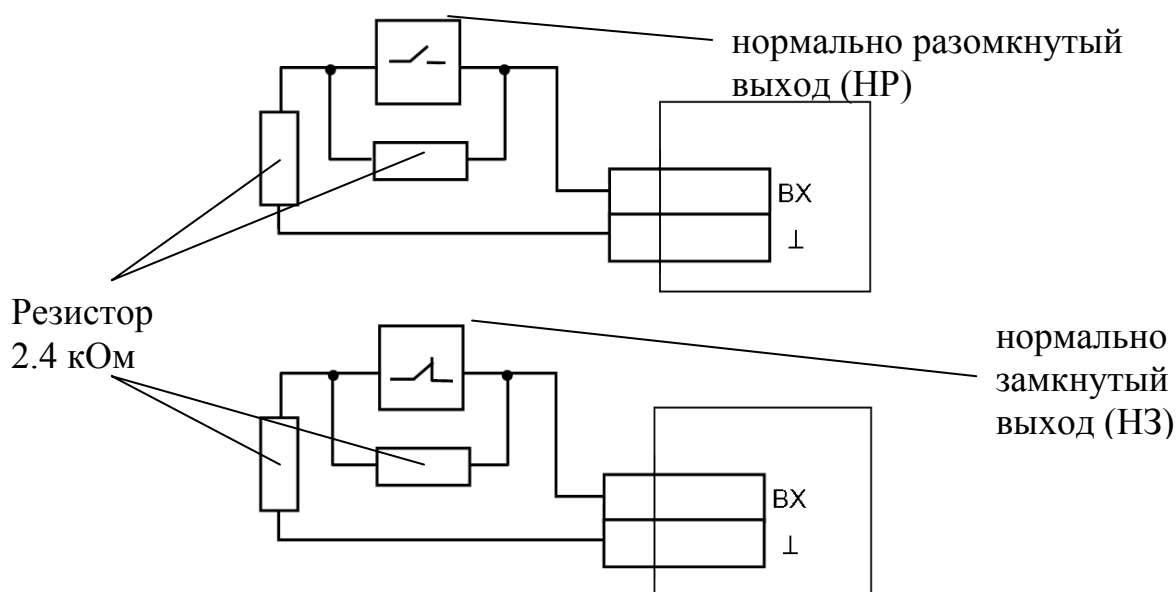 нормально разомкнутый
выход (НР)
ВХ
⊥
Резистор
2.4 кОм
нормально
замкнутый
выход (НЗ)
ВХ
⊥